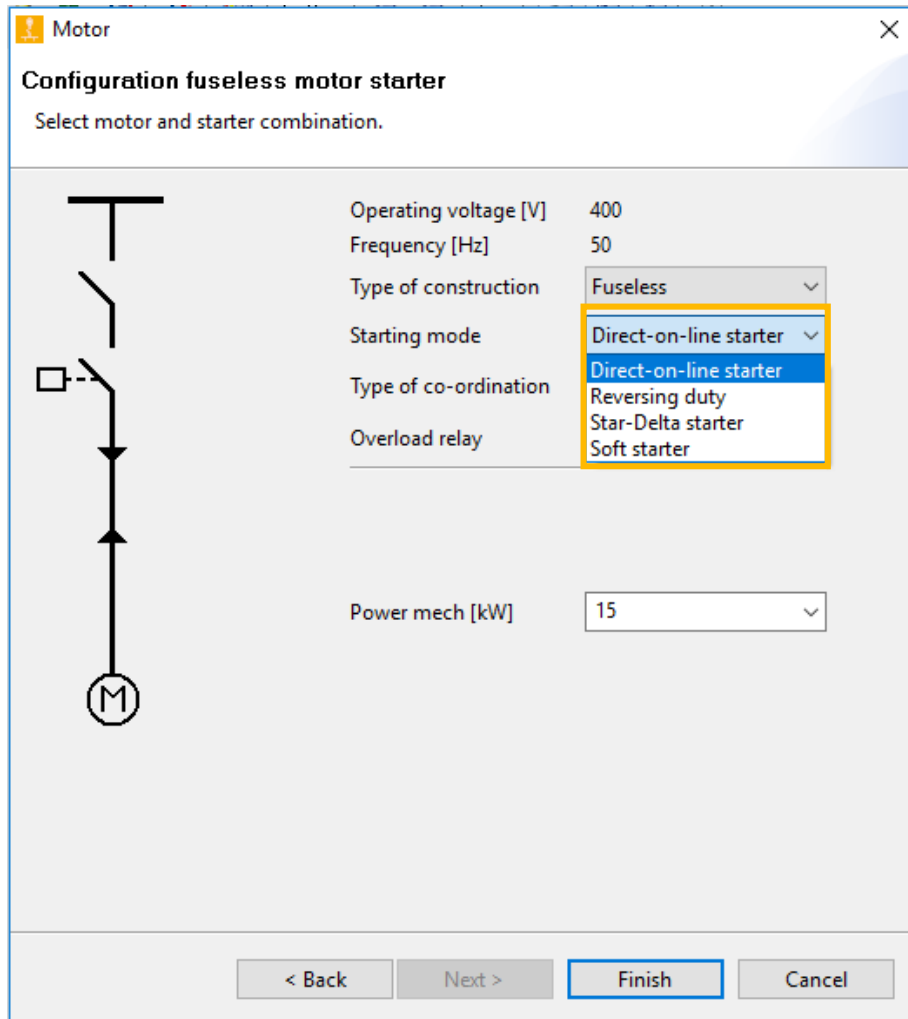 Motor
Configuration fuseless motor starter
Select motor and starter combination.
Operating voltage [V] 400
Frequency [Hz] 50
Type of construction Fuseless
Starting mode Direct-on-line starter
Direct-on-line starter
Type of co-ordination
Reversing duty
Star-Delta starter
Overload relay
Soft starter
Power mech [kW] 15
M
< Back Next > Finish Cancel